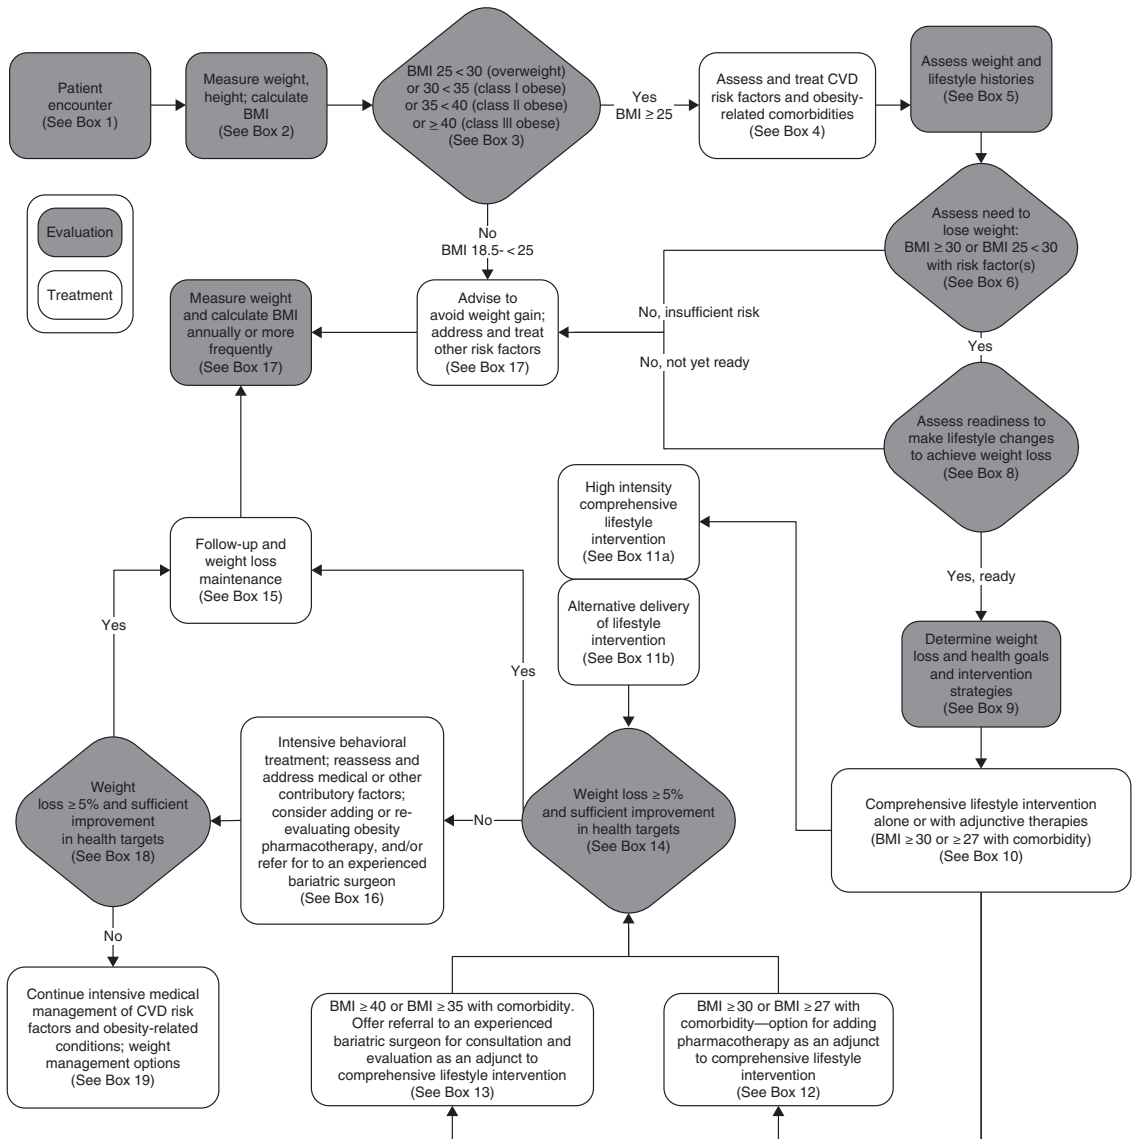 Patient
encounter
(See Box 1)
Measure weight,
height; calculate
BMI
(See Box 2)
BMI 25 < 30 (overweight)
or 30 < 35 (class I obese)
or 35 < 40 (class II obese)
or ≥ 40 (class III obese)
(See Box 3)
Yes
BMI ≥ 25
Assess and treat CVD
risk factors and obesity-
related comorbidities
(See Box 4)
Assess weight and
lifestyle histories
(See Box 5)
Evaluation
Treatment
No
BMI 18.5- < 25
Assess need to
lose weight:
BMI ≥ 30 or BMI 25 < 30
with risk factor(s)
(See Box 6)
Measure weight
and calculate BMI
annually or more
frequently
(See Box 17)
Advise to
avoid weight gain;
address and treat
other risk factors
(See Box 17)
No, insufficient risk
No, not yet ready
Yes
Assess readiness to
make lifestyle changes
to achieve weight loss
(See Box 8)
High intensity
comprehensive
lifestyle
intervention
(See Box 11a)
Follow-up and
weight loss
maintenance
(See Box 15)
Yes, ready
Alternative delivery
of lifestyle
intervention
(See Box 11b)
Yes
Yes
Determine weight
loss and health goals
and intervention
strategies
(See Box 9)
Weight
loss ≥ 5% and sufficient
improvement
in health targets
(See Box 18)
Intensive behavioral
treatment; reassess and
address medical or other
contributory factors;
consider adding or re-
evaluating obesity
pharmacotherapy, and/or
refer for to an experienced
bariatric surgeon
(See Box 16)
No
Weight loss ≥ 5%
and sufficient improvement
in health targets
(See Box 14)
Comprehensive lifestyle intervention
alone or with adjunctive therapies
(BMI ≥ 30 or ≥ 27 with comorbidity)
(See Box 10)
No
Continue intensive medical
management of CVD risk
factors and obesity-related
conditions; weight
management options
(See Box 19)
BMI ≥ 40 or BMI ≥ 35 with comorbidity.
Offer referral to an experienced
bariatric surgeon for consultation and
evaluation as an adjunct to
comprehensive lifestyle intervention
(See Box 13)
BMI ≥ 30 or BMI ≥ 27 with
comorbidity—option for adding
pharmacotherapy as an adjunct
to comprehensive lifestyle
intervention
(See Box 12)